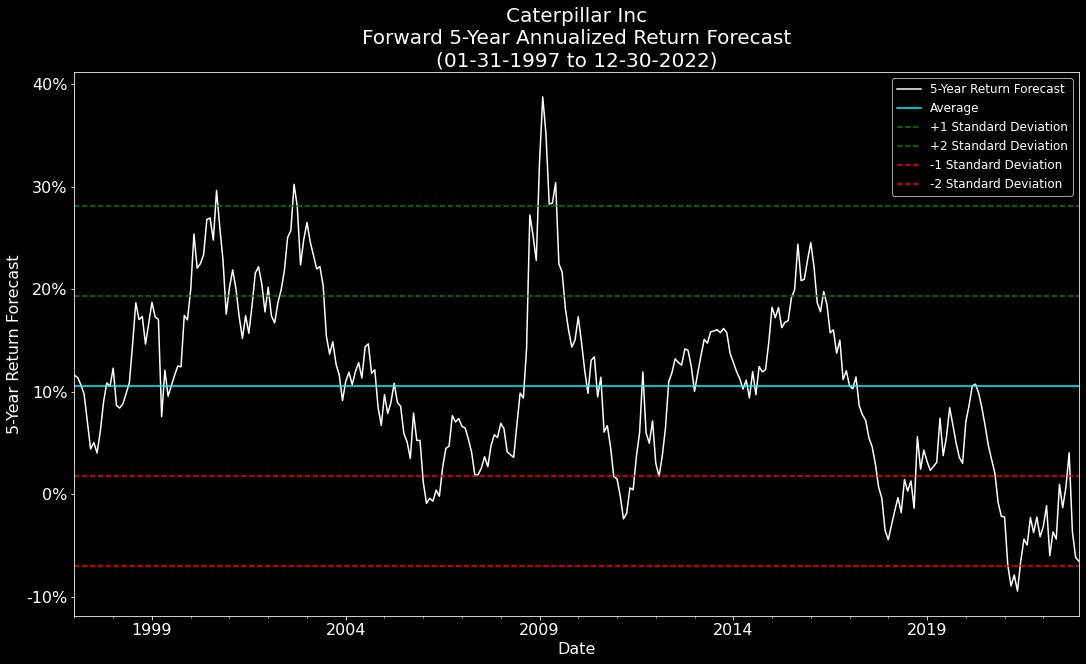 Caterpillar Inc
Forward 5-Year Annualized Return Forecast
(01-31-1997 to 12-30-2022)
40%
30%
20%
10%
0%
-10%
5-Year Return Forecast
5-Year Return Forecast
Average
+1 Standard Deviation
+2 Standard Deviation
-1 Standard Deviation
-2 Standard Deviation
1999 2004 2009 2014 2019
Date